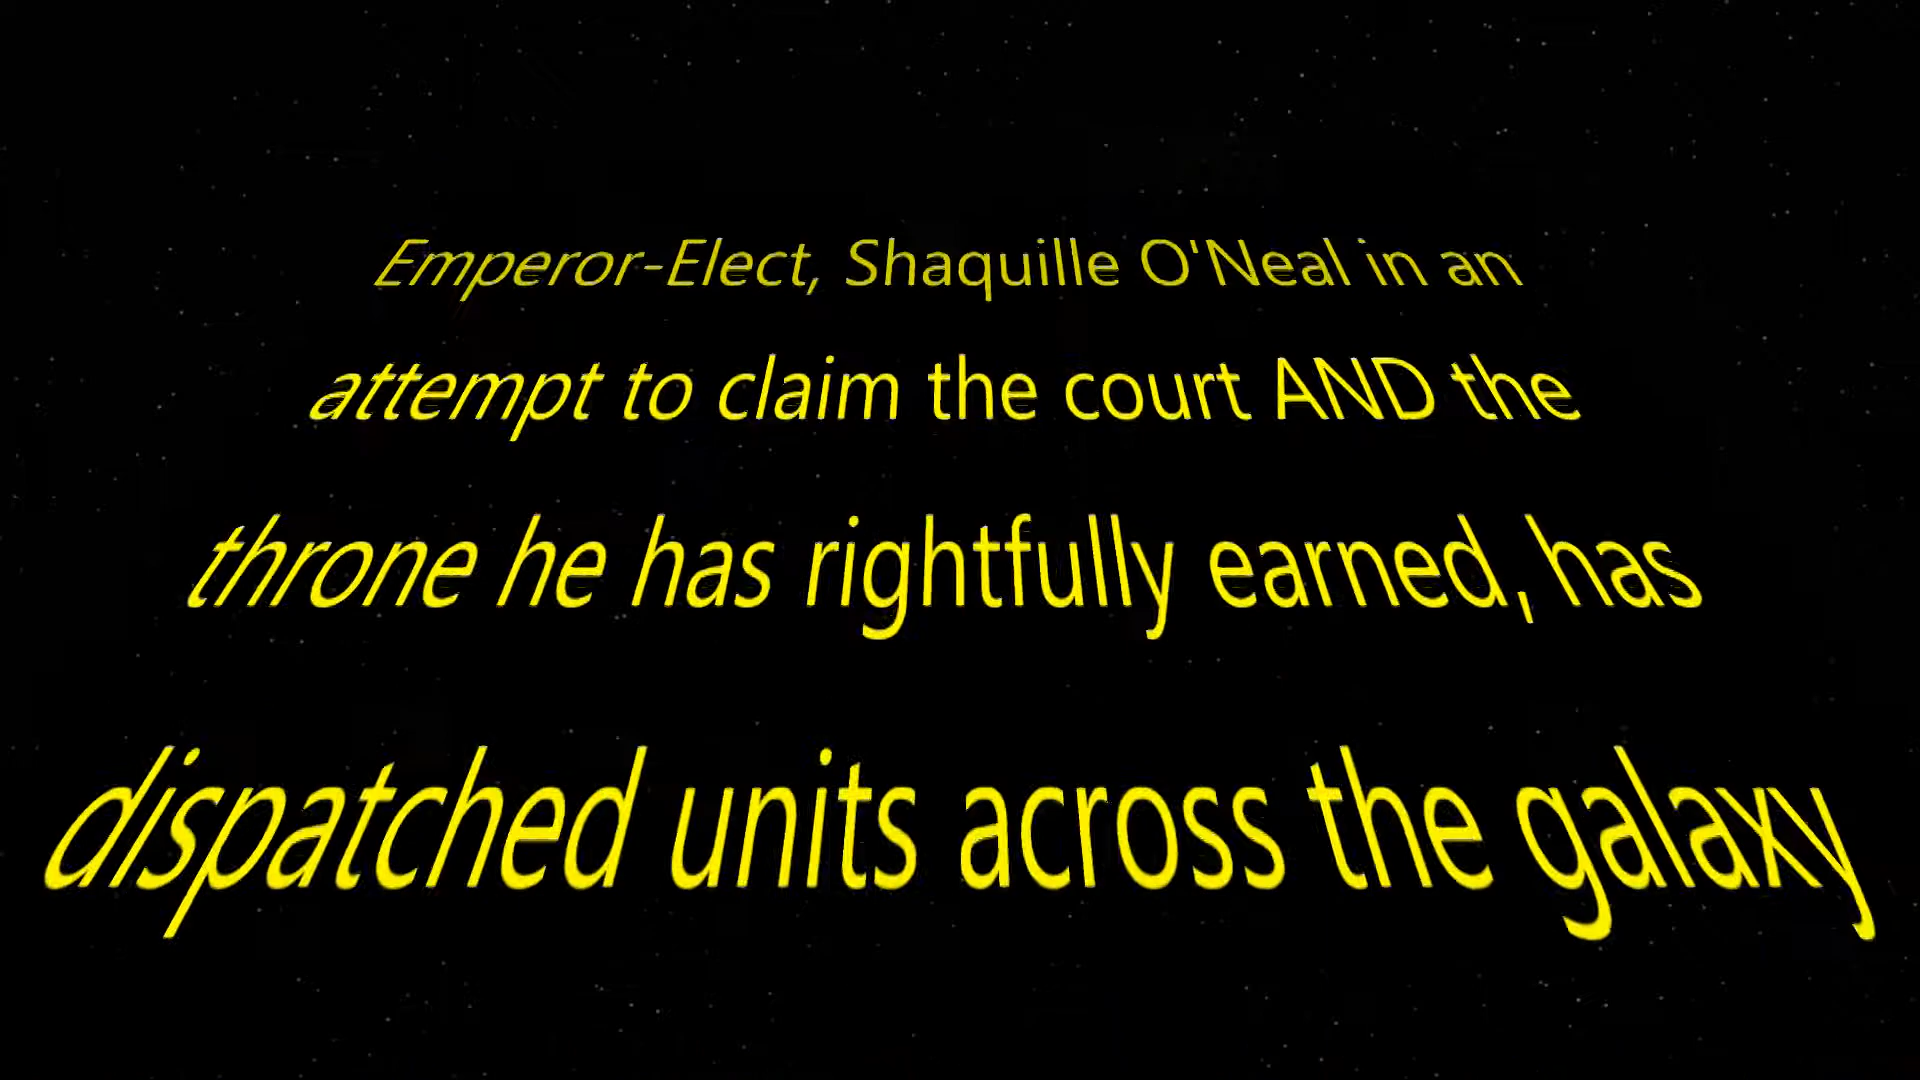 Emperor-Elect, Shaquille O'Neal in an
attempt to claim the court AND the
throne he has rightfully earned, has
dispatched units across the galaxy